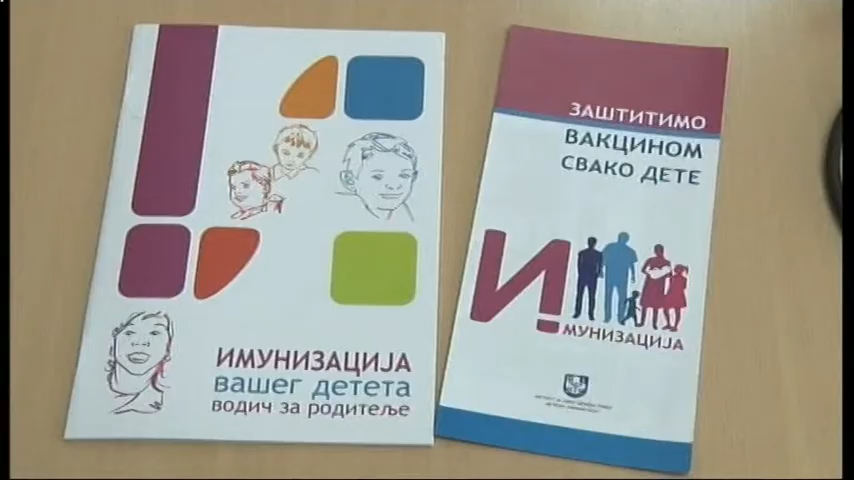 ИМУНИЗАЦИЈА
вашег детета
водич за родитеље
ЗАШТИТИМО
ВАКЦИНОМ
СВАКО ДЕТЕ
И
МУНИЗАЦИЈА